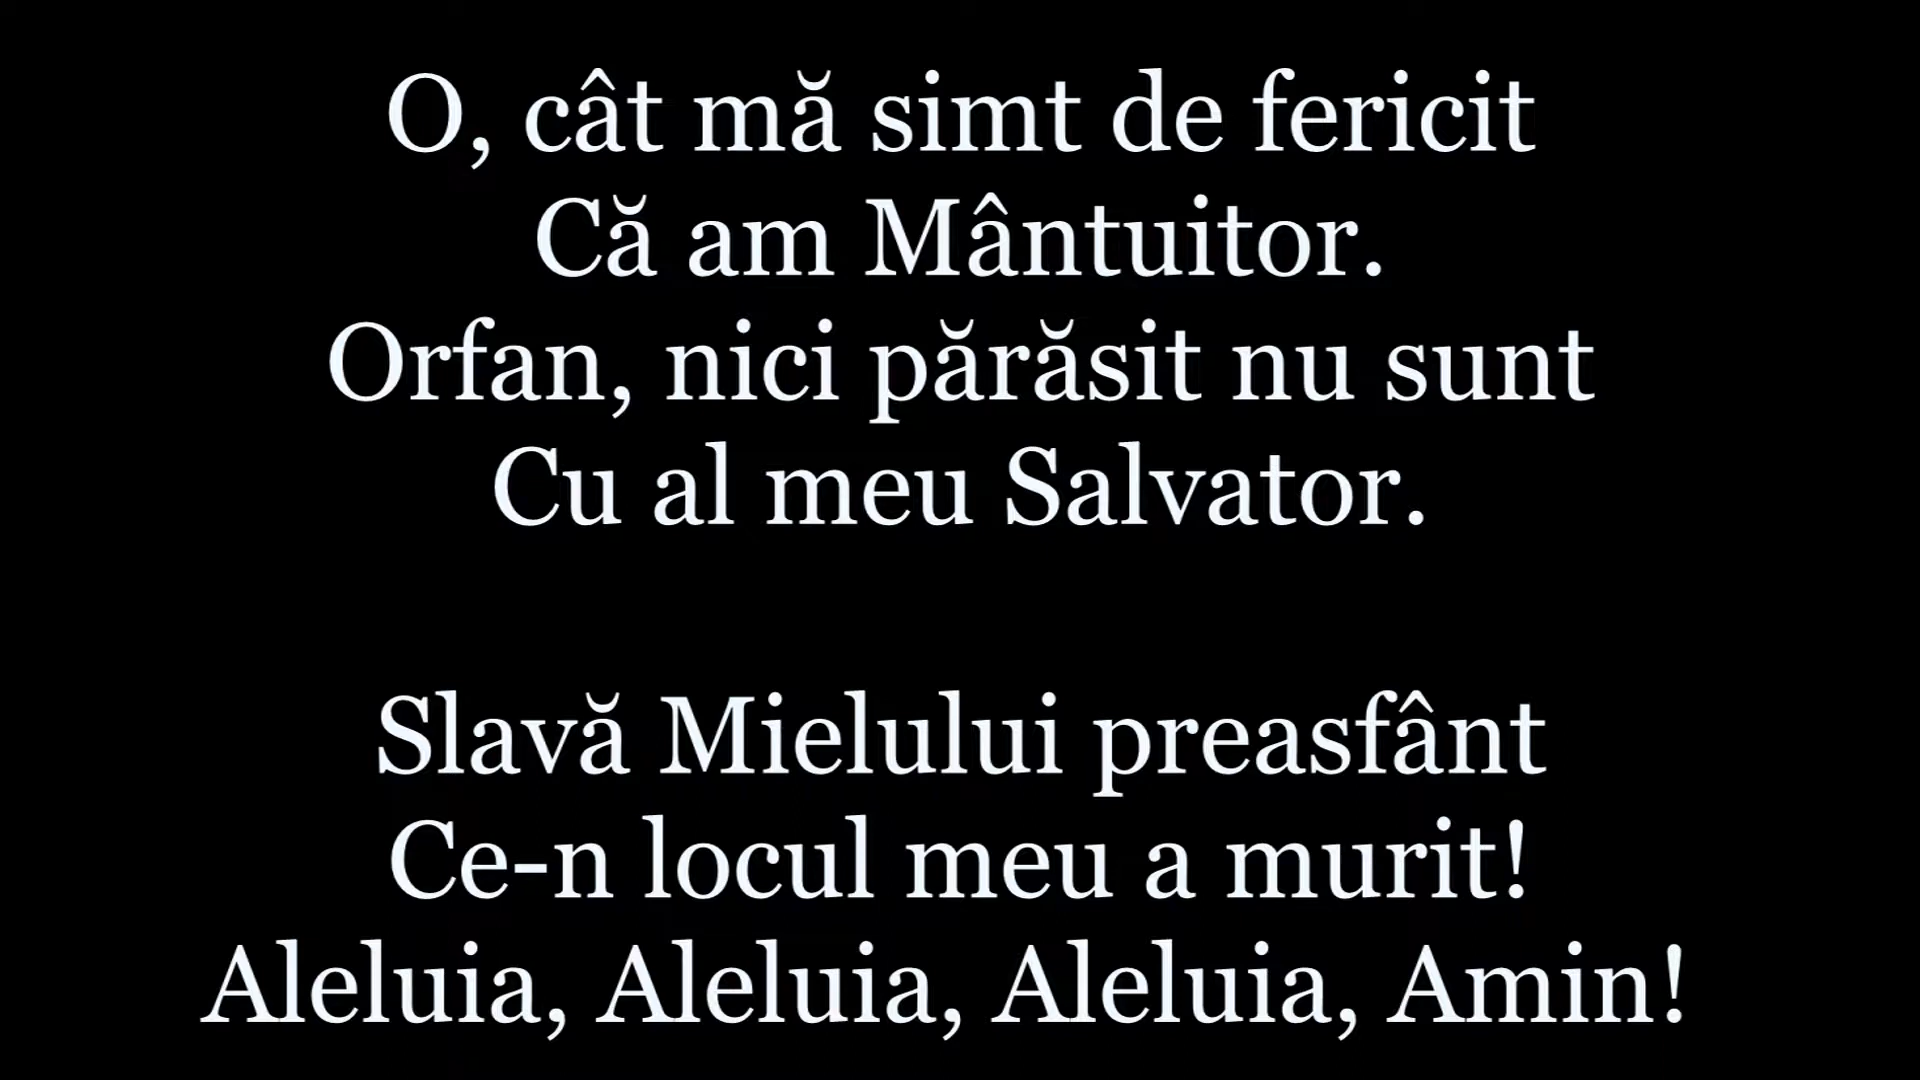 O, cât mă simt de fericit
Că am Mântuitor.
Orfan, nici părăsit nu sunt
Cu al meu Salvator.
Slavă Mielului preasfânt
Ce-n locul meu a murit!
Aleluia, Aleluia, Aleluia, Amin!